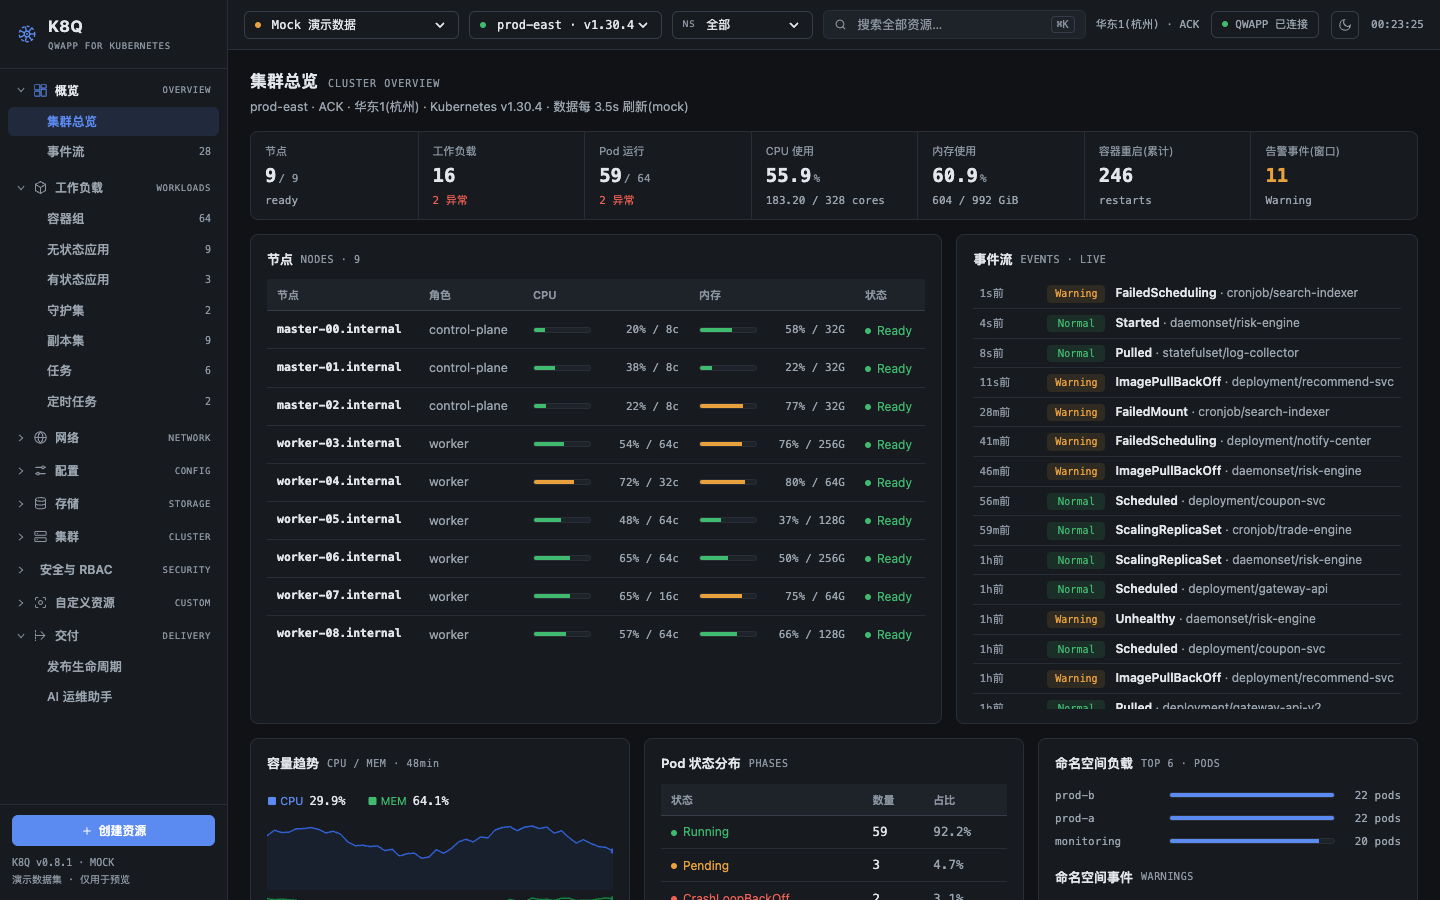 K8Q
QWAPP FOR KUBERNETES
Mock 演示数据
prod-east · v1.30.4
NS 全部
搜索全部资源... ⌘K
华东1(杭州) · ACK
QWAPP 已连接
00:23:25
概览 OVERVIEW
集群总览
事件流 28
工作负载 WORKLOADS
容器组 64
无状态应用 9
有状态应用 3
守护集 2
副本集 9
任务 6
定时任务 2
网络 NETWORK
配置 CONFIG
存储 STORAGE
集群 CLUSTER
安全与 RBAC SECURITY
自定义资源 CUSTOM
交付 DELIVERY
发布生命周期
AI 运维助手
+ 创建资源
K8Q v0.8.1 · MOCK
演示数据集 · 仅用于预览
集群总览 CLUSTER OVERVIEW
prod-east · ACK · 华东1(杭州) · Kubernetes v1.30.4 · 数据每 3.5s 刷新(mock)
节点
9 / 9
ready
工作负载
16
2 异常
Pod 运行
59 / 64
2 异常
CPU 使用
55.9%
183.20 / 328 cores
内存使用
60.9%
604 / 992 GiB
容器重启(累计)
246
restarts
告警事件(窗口)
11
Warning
节点 NODES · 9
节点 角色 CPU 内存 状态
master-00.internal control-plane 20% / 8c 58% / 32G Ready
master-01.internal control-plane 38% / 8c 22% / 32G Ready
master-02.internal control-plane 22% / 8c 77% / 32G Ready
worker-03.internal worker 54% / 64c 76% / 256G Ready
worker-04.internal worker 72% / 32c 80% / 64G Ready
worker-05.internal worker 48% / 64c 37% / 128G Ready
worker-06.internal worker 65% / 64c 50% / 256G Ready
worker-07.internal worker 65% / 16c 75% / 64G Ready
worker-08.internal worker 57% / 64c 66% / 128G Ready
事件流 EVENTS · LIVE
1s前 Warning FailedScheduling · cronjob/search-indexer
4s前 Normal Started · daemonset/risk-engine
8s前 Normal Pulled · statefulset/log-collector
11s前 Warning ImagePullBackOff · deployment/recommend-svc
28m前 Warning FailedMount · cronjob/search-indexer
41m前 Warning FailedScheduling · deployment/notify-center
46m前 Warning ImagePullBackOff · daemonset/risk-engine
56m前 Normal Scheduled · deployment/coupon-svc
59m前 Normal ScalingReplicaSet · cronjob/trade-engine
1h前 Normal ScalingReplicaSet · daemonset/risk-engine
1h前 Normal Scheduled · deployment/gateway-api
1h前 Warning Unhealthy · daemonset/risk-engine
1h前 Normal Scheduled · deployment/coupon-svc
1h前 Warning ImagePullBackOff · deployment/recommend-svc
1h前 Normal Pulled · deployment/gateway-api-v2
容量趋势 CPU / MEM · 48min
CPU 29.9% MEM 64.1%
Pod 状态分布 PHASES
状态 数量 占比
Running 59 92.2%
Pending 3 4.7%
CrashLoopBackOff 2 3.1%
命名空间负载 TOP 6 · PODS
prod-b 22 pods
prod-a 22 pods
monitoring 20 pods
命名空间事件 WARNINGS